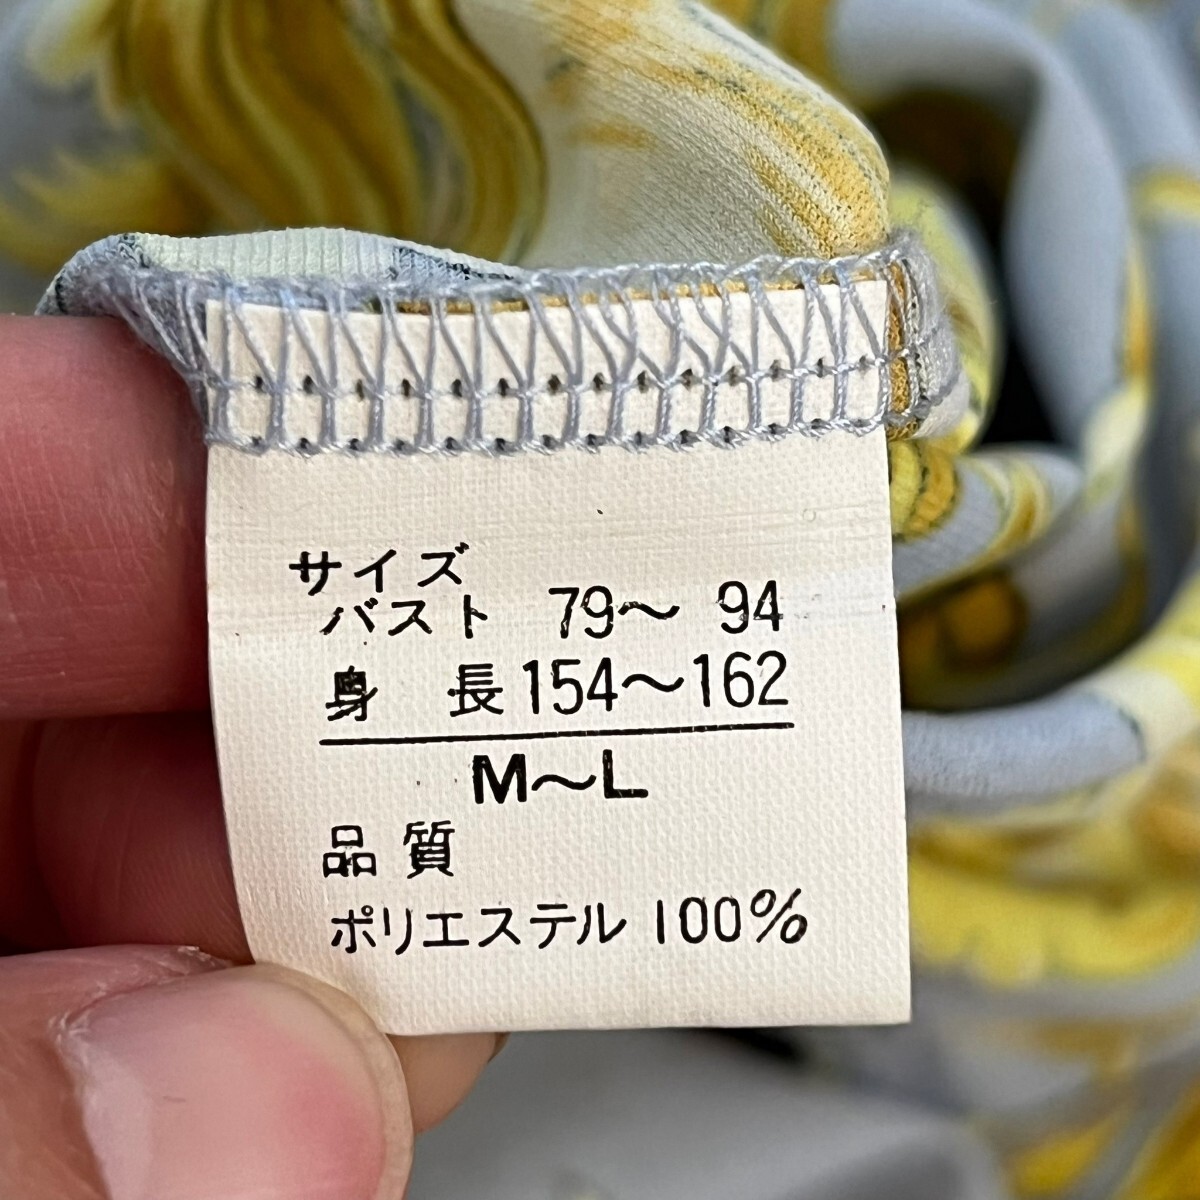 サイズ
バスト 79〜94
身 長 154〜162
M〜L
品 質
ポリエステル 100%